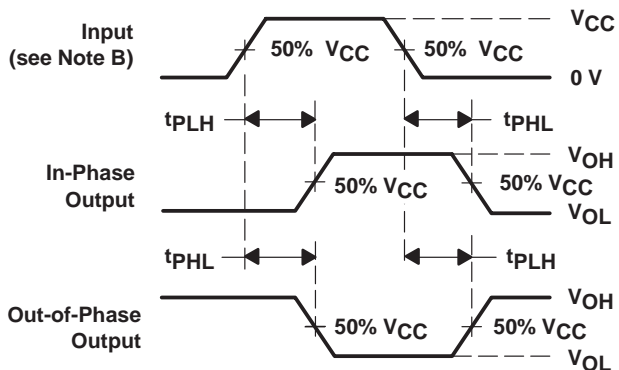 Input
(see Note B)
50% VCC
50% VCC
VCC
0 V
tPLH
tPHL
In-Phase
Output
50% VCC
50% VCC
VOH
VOL
tPHL
tPLH
Out-of-Phase
Output
50% VCC
50% VCC
VOH
VOL